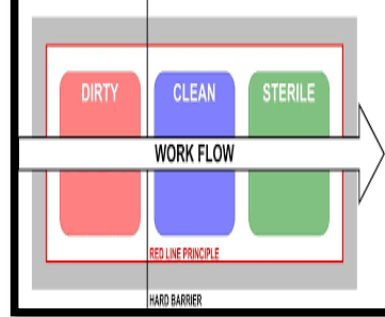 DIRTY
CLEAN
STERILE
WORK FLOW
RED LINE PRINCIPLE
HARD BARRIER